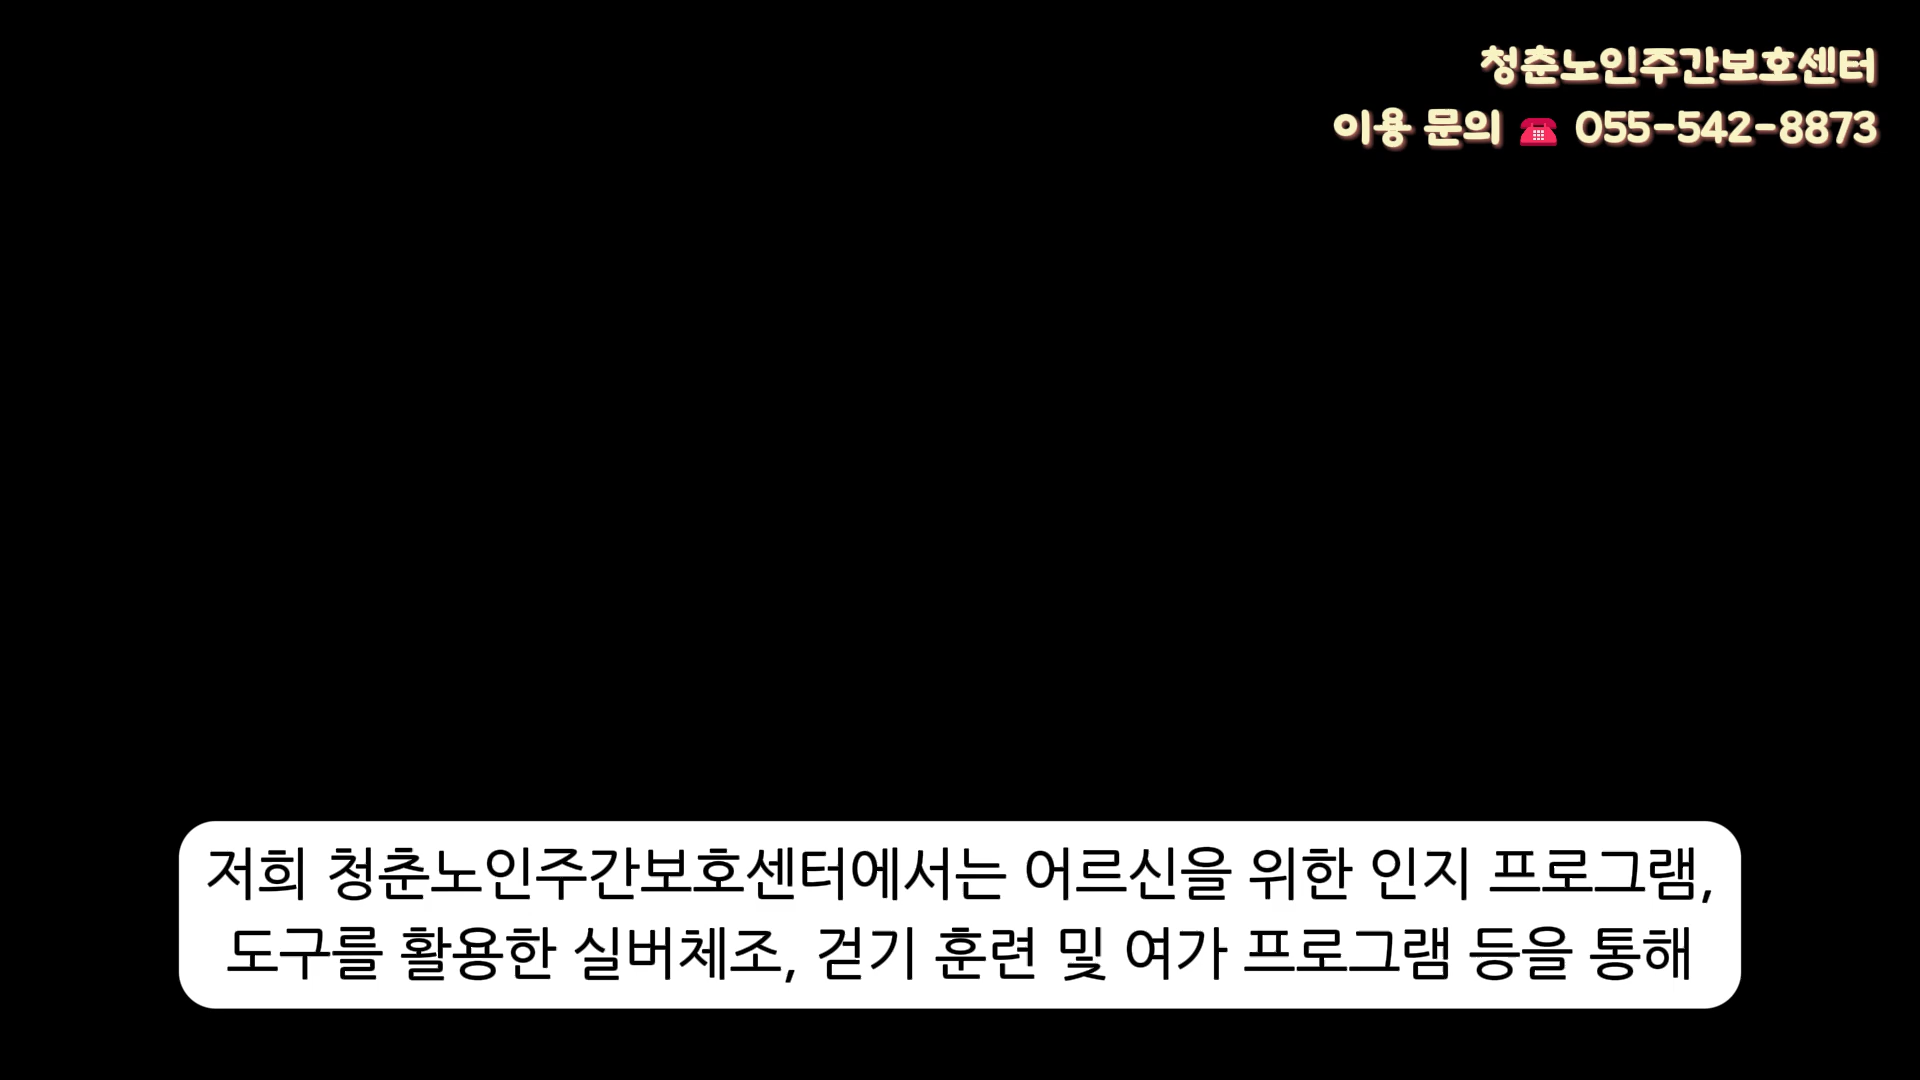 청춘노인주간보호센터
이용 문의 ☎ 055-542-8873
저희 청춘노인주간보호센터에서는 어르신을 위한 인지 프로그램,
도구를 활용한 실버체조, 걷기 훈련 및 여가 프로그램 등을 통해